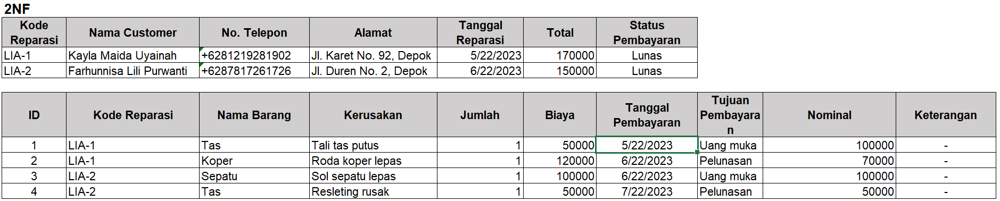 2NF
Kode Reparasi Nama Customer No. Telepon Alamat Tanggal Reparasi Total Status Pembayaran
LIA-1 Kayla Maida Uyainah +6281219281902 Jl. Karet No. 92, Depok 5/22/2023 170000 Lunas
LIA-2 Farhunnisa Lili Purwanti +6287817261726 Jl. Duren No. 2, Depok 6/22/2023 150000 Lunas
ID Kode Reparasi Nama Barang Kerusakan Jumlah Biaya Tanggal Pembayaran Tujuan Pembayaran Nominal Keterangan
1 LIA-1 Tas Tali tas putus 1 50000 5/22/2023 Uang muka 100000 -
2 LIA-1 Koper Roda koper lepas 1 120000 6/22/2023 Pelunasan 70000 -
3 LIA-2 Sepatu Sol sepatu lepas 1 100000 6/22/2023 Uang muka 100000 -
4 LIA-2 Tas Resleting rusak 1 50000 7/22/2023 Pelunasan 50000 -